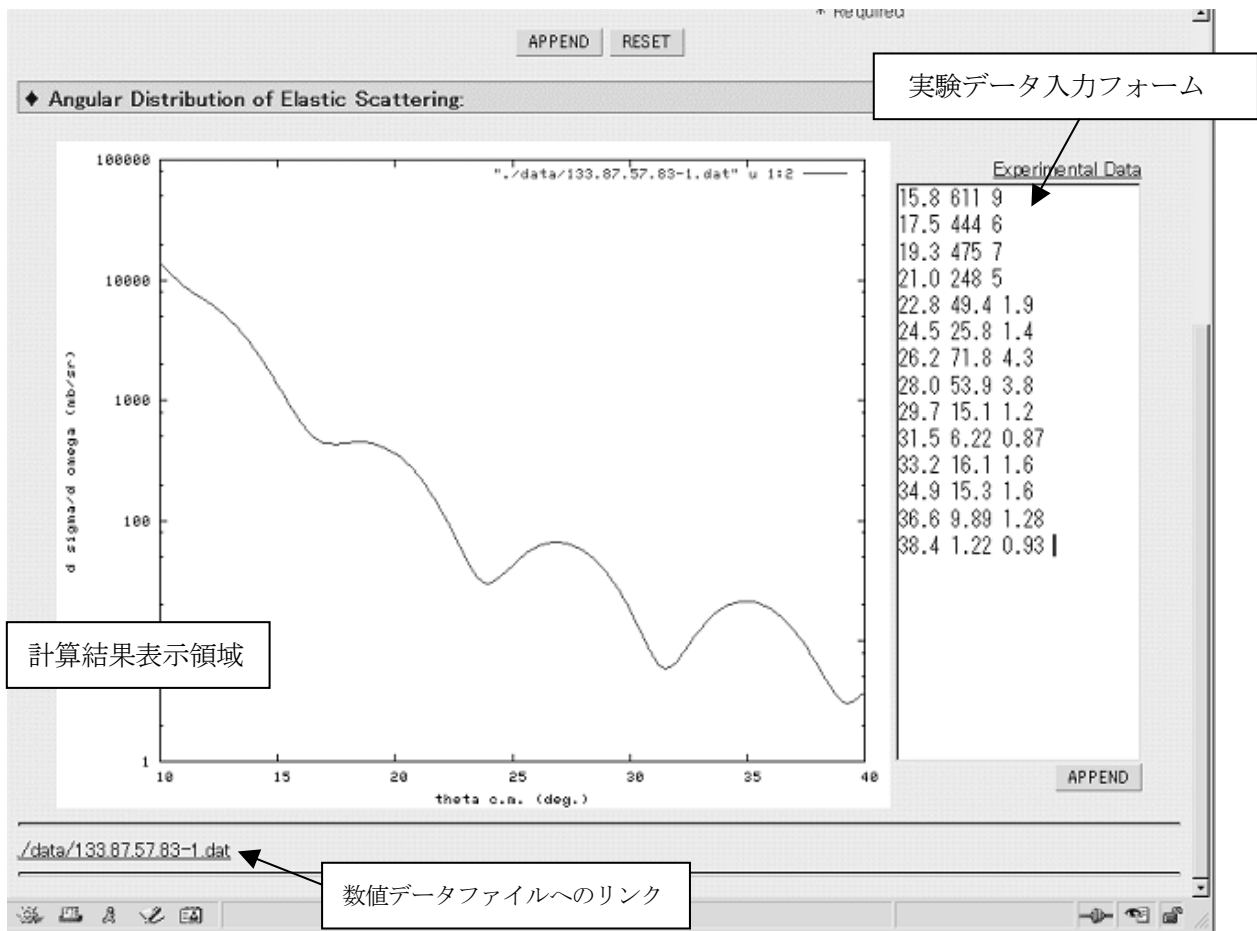 * Required
APPEND RESET
実験データ入力フォーム
♦ Angular Distribution of Elastic Scattering:
"./data/133.87.57.83-1.dat" u 1:2
100000
10000
1000
100
1
d sigma/d omega (mb/sr)
10 15 20 25 30 35 40
theta c.m. (deg.)
計算結果表示領域
Experimental Data
15.8 611 9
17.5 444 6
19.3 475 7
21.0 248 5
22.8 49.4 1.9
24.5 25.8 1.4
26.2 71.8 4.3
28.0 53.9 3.8
29.7 15.1 1.2
31.5 6.22 0.87
33.2 16.1 1.6
34.9 15.3 1.6
36.6 9.89 1.28
38.4 1.22 0.93
APPEND
./data/133.87.57.83-1.dat
数値データファイルへのリンク